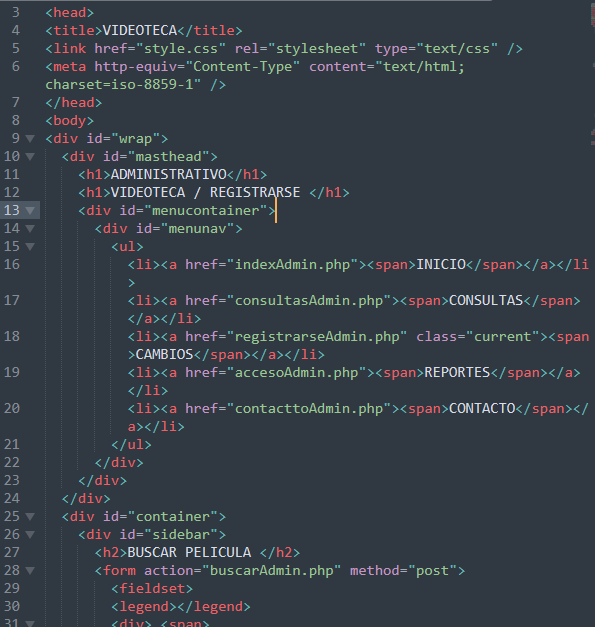 3 <head>
4 <title>VIDEOTECA</title>
5 <link href="style.css" rel="stylesheet" type="text/css" />
6 <meta http-equiv="Content-Type" content="text/html;
charset=iso-8859-1" />
7 </head>
8 <body>
9 <div id="wrap">
10 <div id="masthead">
11 <h1>ADMINISTRATIVO</h1>
12 <h1>VIDEOTECA / REGISTRARSE </h1>
13 <div id="menucontainer">
14 <div id="menunav">
15 <ul>
16 <li><a href="indexAdmin.php"><span>INICIO</span></a></li
>
17 <li><a href="consultasAdmin.php"><span>CONSULTAS</span>
</a></li>
18 <li><a href="registrarseAdmin.php" class="current"><span
>CAMBIOS</span></a></li>
19 <li><a href="accesoAdmin.php"><span>REPORTES</span></a>
</li>
20 <li><a href="contacttoAdmin.php"><span>CONTACTO</span></
a></li>
21 </ul>
22 </div>
23 </div>
24 </div>
25 <div id="container">
26 <div id="sidebar">
27 <h2>BUSCAR PELICULA </h2>
28 <form action="buscarAdmin.php" method="post">
29 <fieldset>
30 <legend></legend>
31 <div> <span>